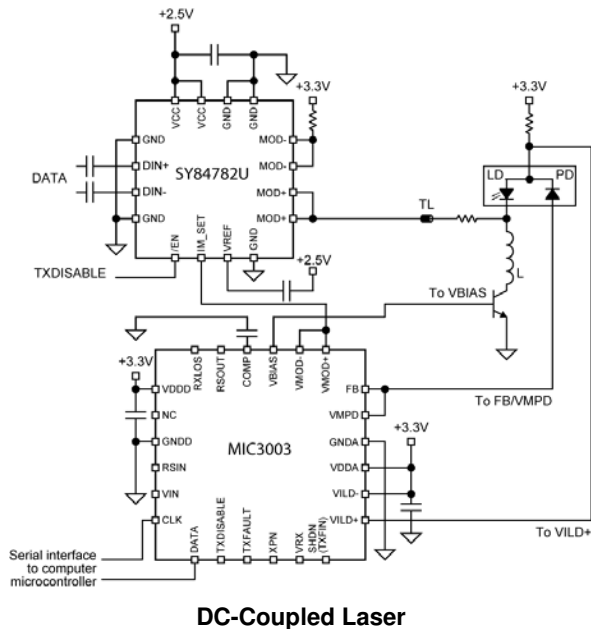 +2.5V
VCC
VCC
GND
GND
+3.3V
+3.3V
GND
DIN+
DIN-
GND
DATA
SY84782U
MOD-
MOD-
MOD+
MOD+
LD
PD
TL
L
/EN
IM_SET
VREF
GND
TXDISABLE
+2.5V
To VBIAS
+3.3V
RXLOS
RSOUT
COMP
VBIAS
VMOD-
VMOD+
To FB/VMPD
VDDD
NC
GNDD
RSIN
VIN
CLK
MIC3003
FB
VMPD
GNDA
VDDA
VILD-
VILD+
+3.3V
To VILD+
DATA
TXDISABLE
TXFAULT
XPN
VRX
SHDN
(TXFIN)
Serial interface
to computer
microcontroller
DC-Coupled Laser